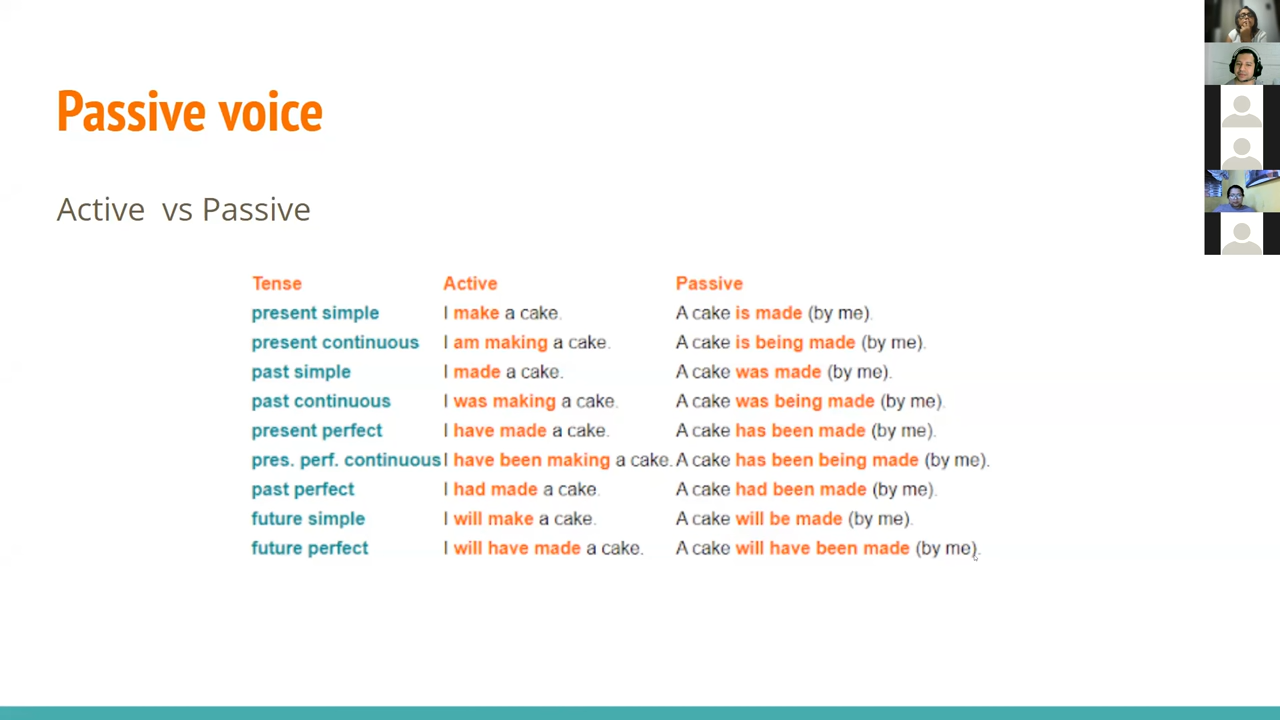 Passive voice
Active vs Passive
Tense Active Passive
present simple I make a cake. A cake is made (by me).
present continuous I am making a cake. A cake is being made (by me).
past simple I made a cake. A cake was made (by me).
past continuous I was making a cake. A cake was being made (by me).
present perfect I have made a cake. A cake has been made (by me).
pres. perf. continuous I have been making a cake. A cake has been being made (by me).
past perfect I had made a cake. A cake had been made (by me).
future simple I will make a cake. A cake will be made (by me).
future perfect I will have made a cake. A cake will have been made (by me).